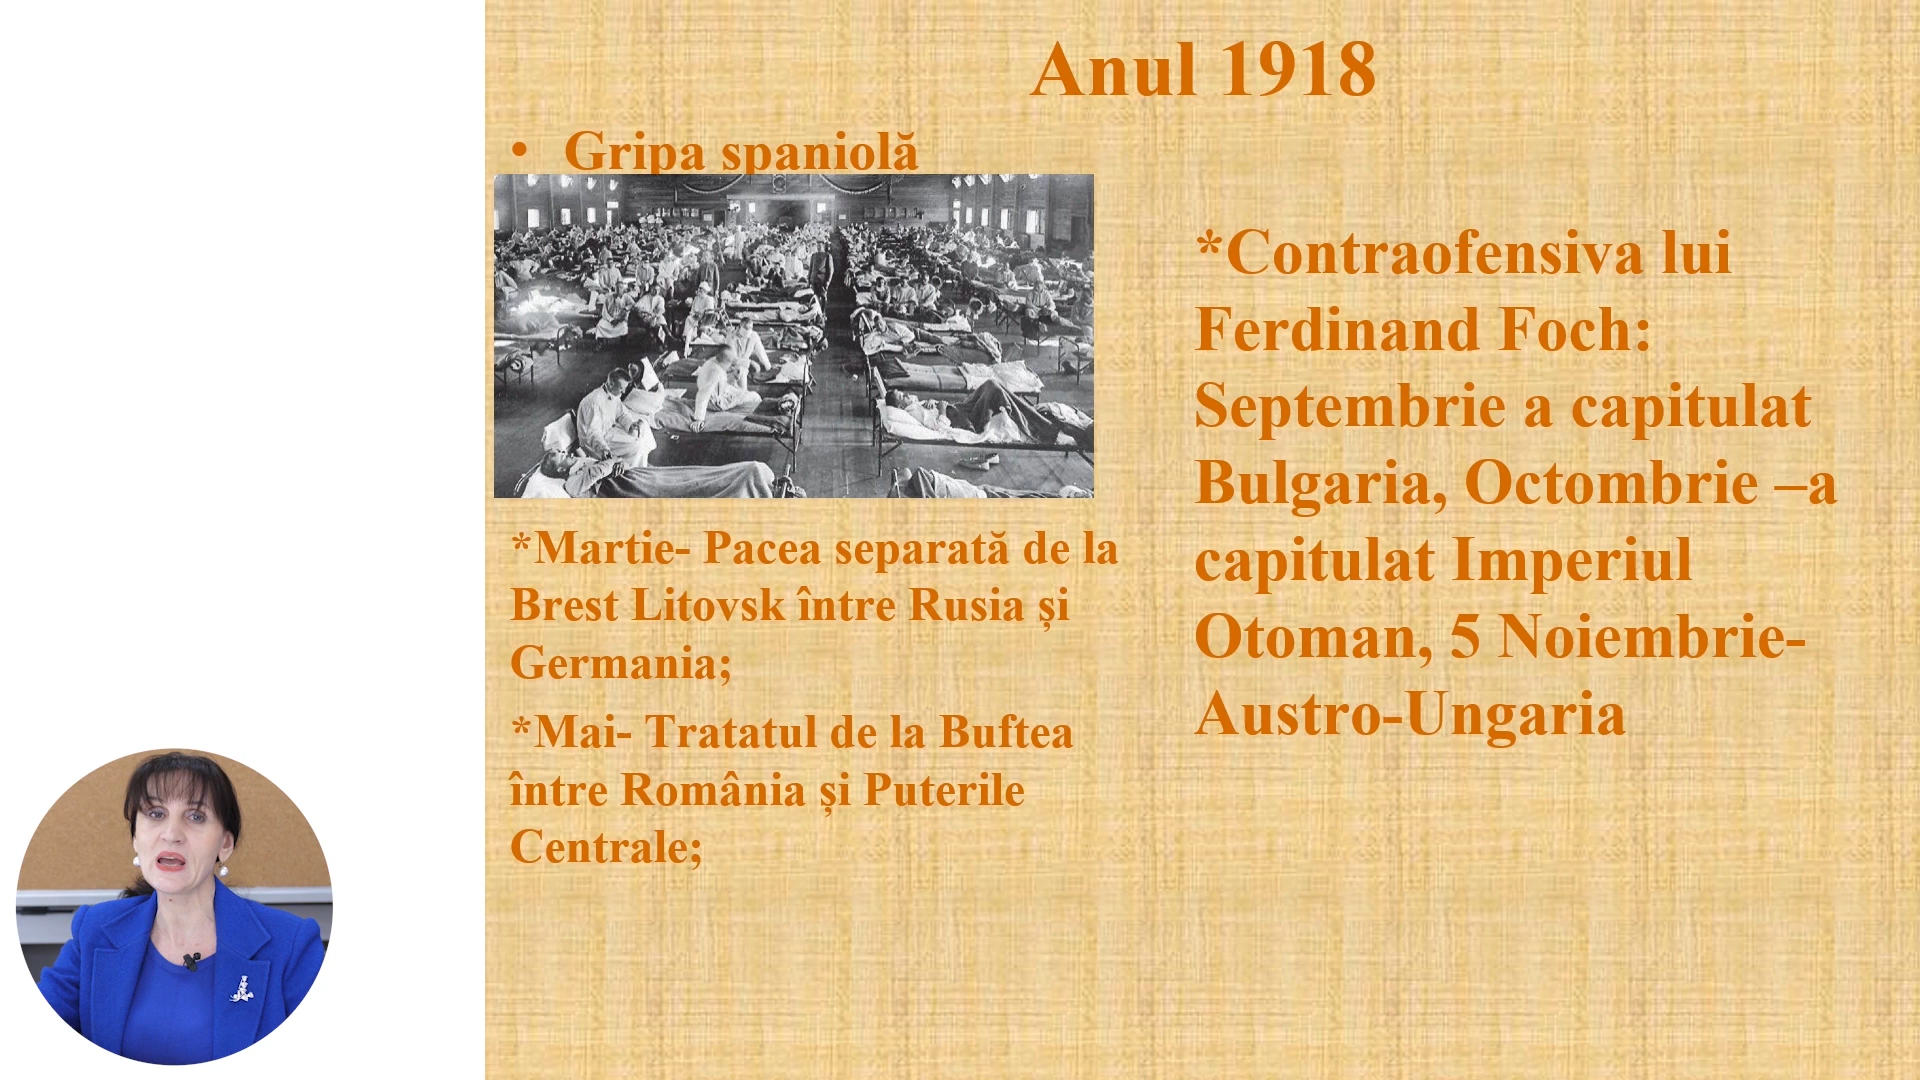 Anul 1918
• Gripa spaniolă
*Martie- Pacea separată de la
Brest Litovsk între Rusia și
Germania;
*Mai- Tratatul de la Buftea
între România și Puterile
Centrale;
*Contraofensiva lui
Ferdinand Foch:
Septembrie a capitulat
Bulgaria, Octombrie –a
capitulat Imperiul
Otoman, 5 Noiembrie-
Austro-Ungaria